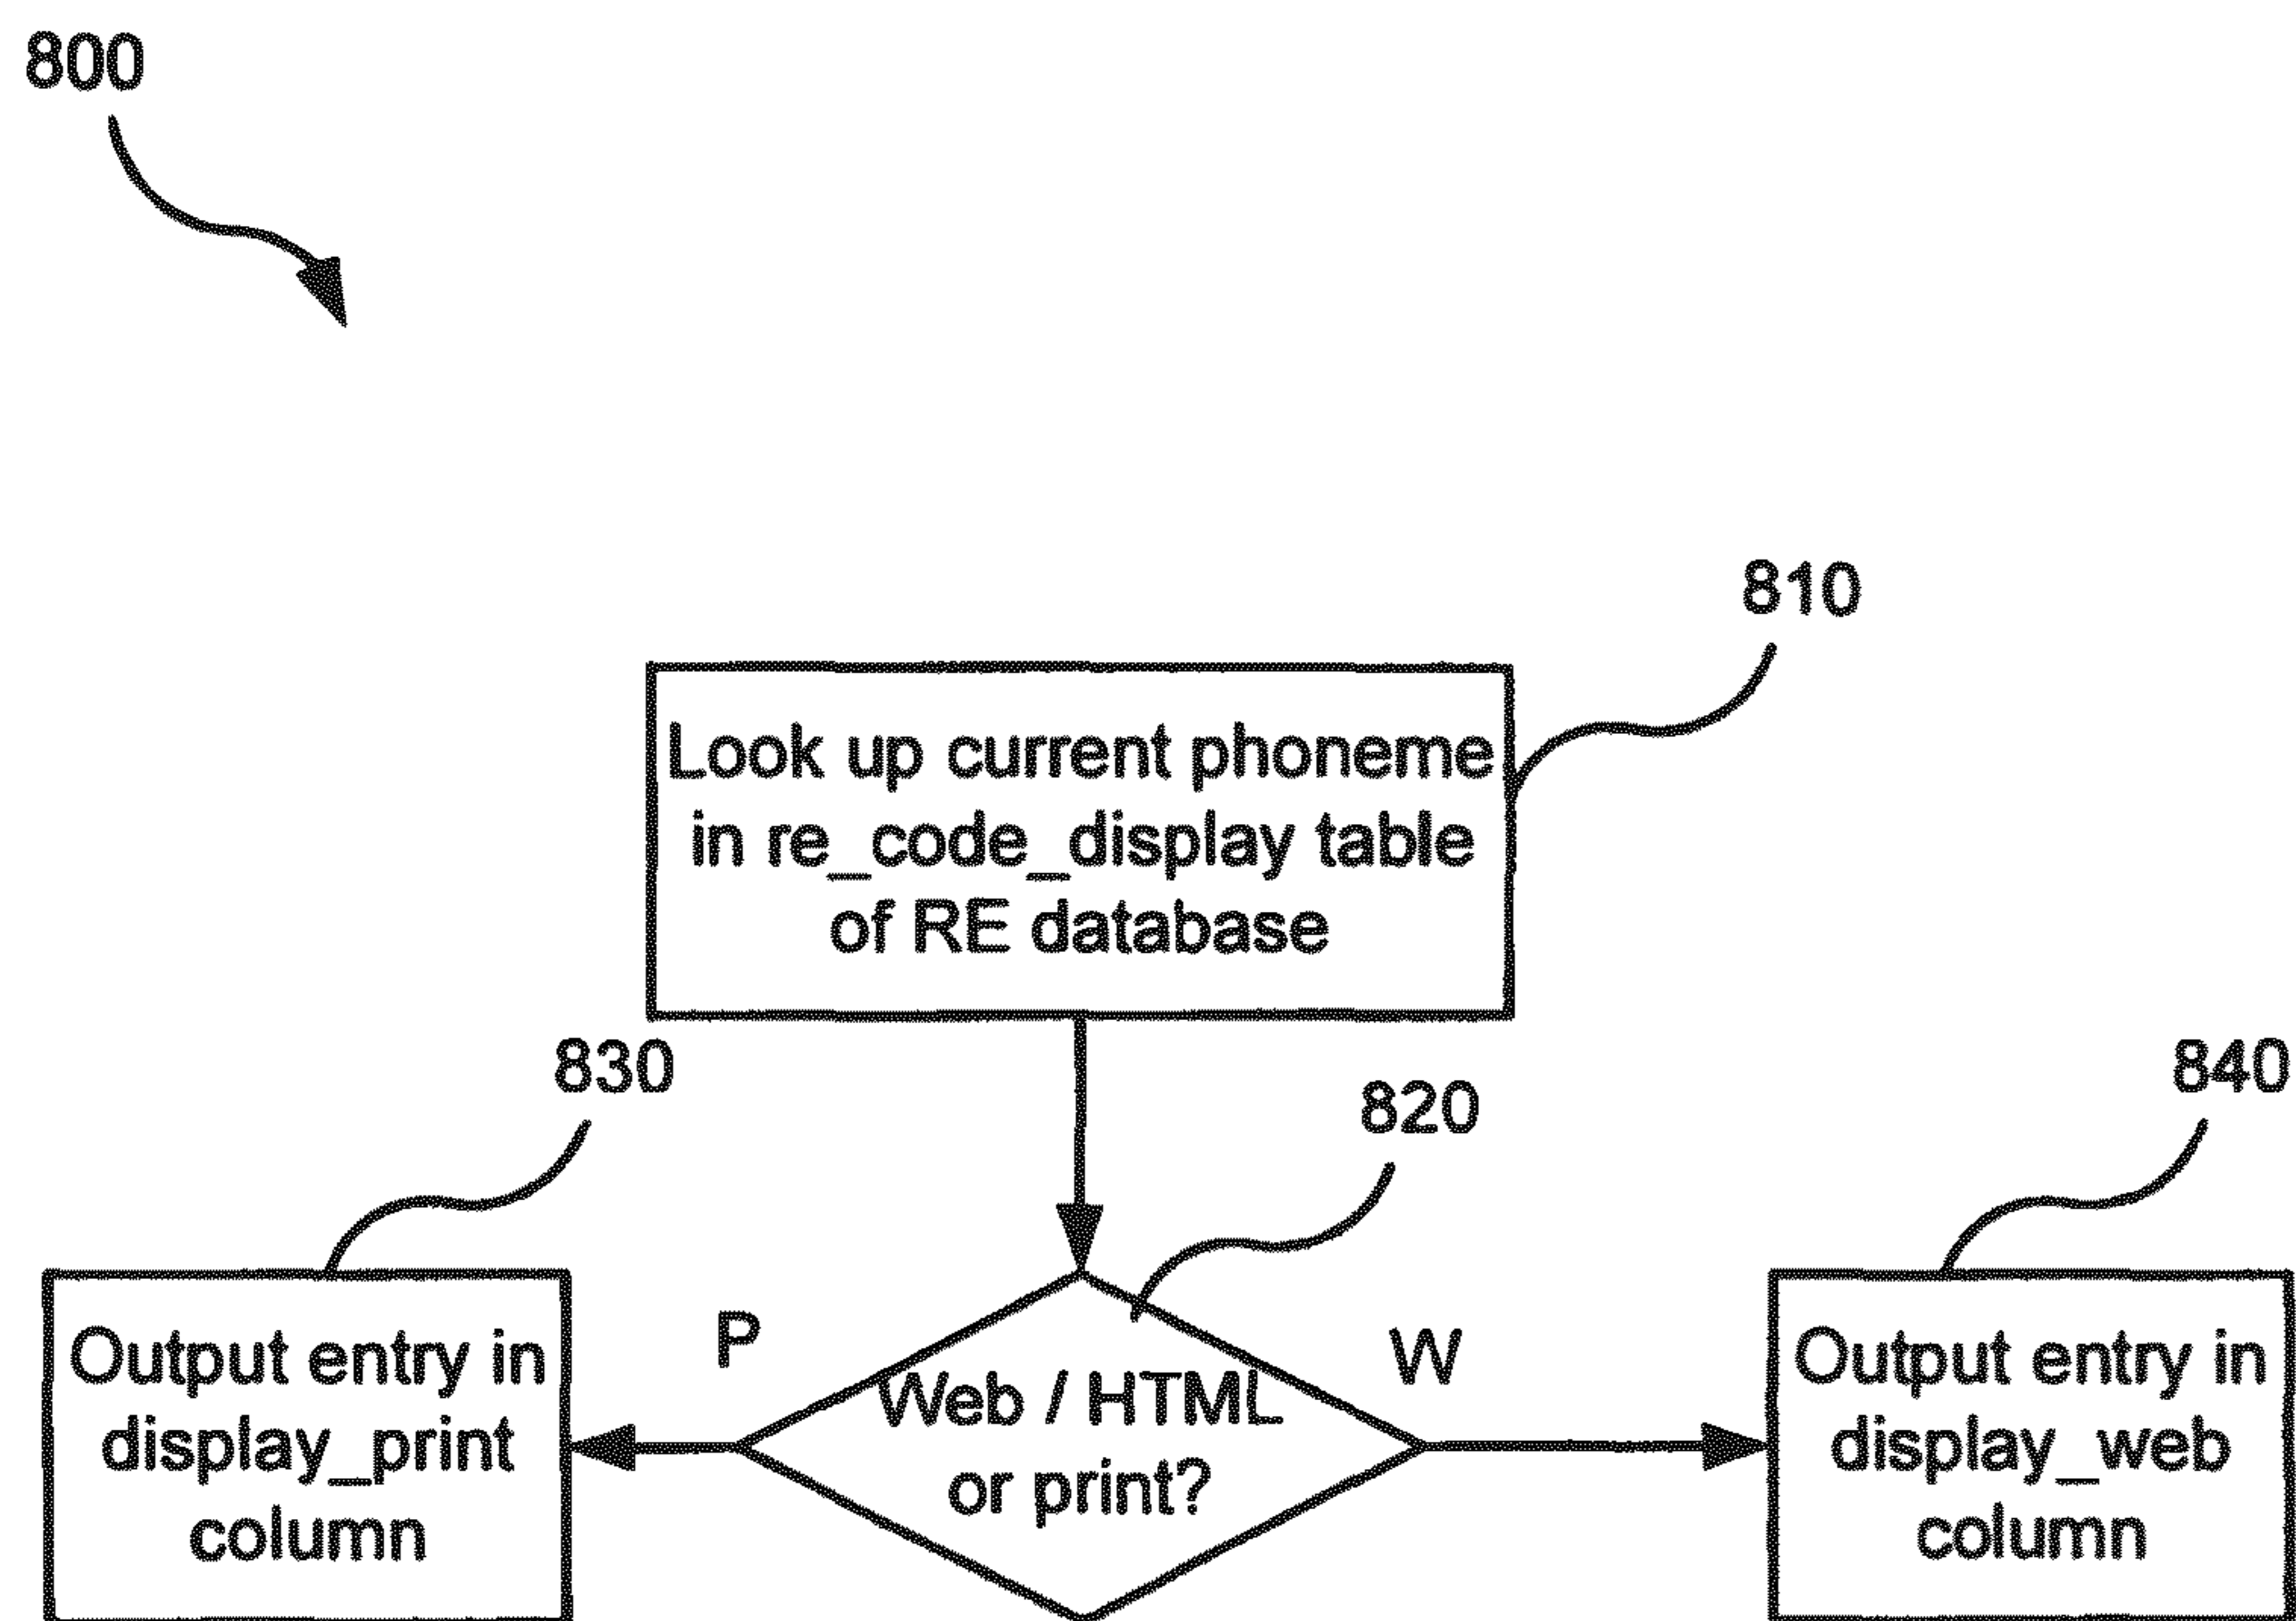 800
810
Look up current phoneme
in re_code_display table
of RE database
830
820
840
Output entry in
display_print
column
P
Web / HTML
or print?
W
Output entry in
display_web
column